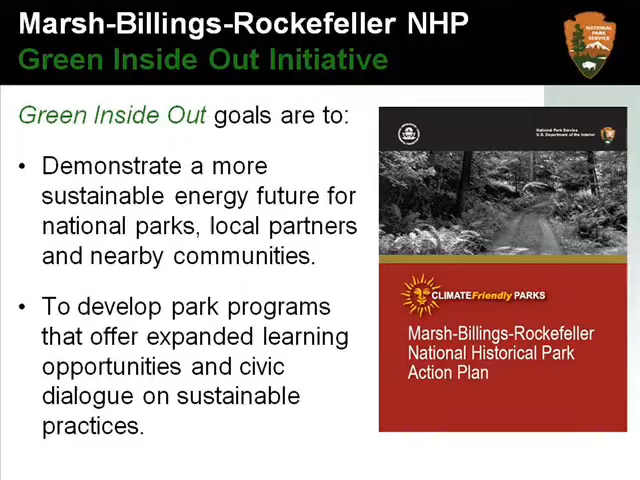 Marsh-Billings-Rockefeller NHP
Green Inside Out Initiative
NATIONAL
PARK
SERVICE
Green Inside Out goals are to:
• Demonstrate a more
sustainable energy future for
national parks, local partners
and nearby communities.
• To develop park programs
that offer expanded learning
opportunities and civic
dialogue on sustainable
practices.
National Park Service
U.S. Department of the Interior
CLIMATEFriendly PARKS
Marsh-Billings-Rockefeller
National Historical Park
Action Plan